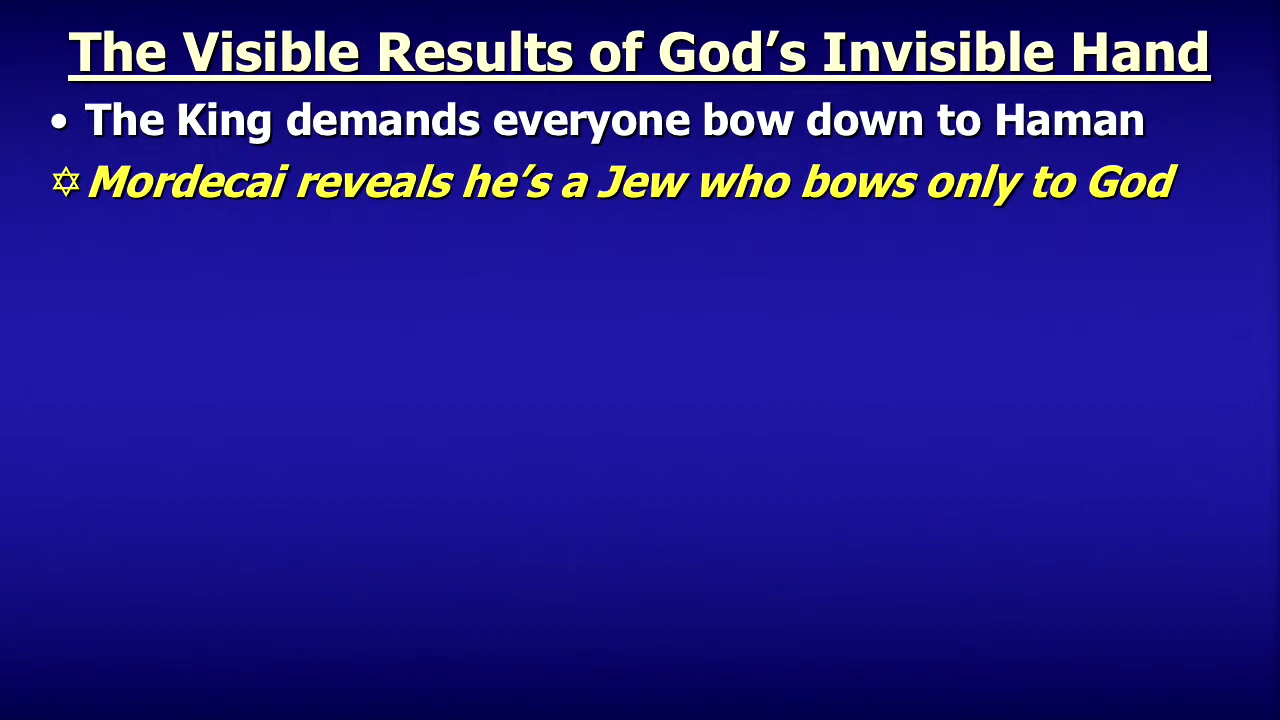 The Visible Results of God’s Invisible Hand
• The King demands everyone bow down to Haman
✡ Mordecai reveals he’s a Jew who bows only to God